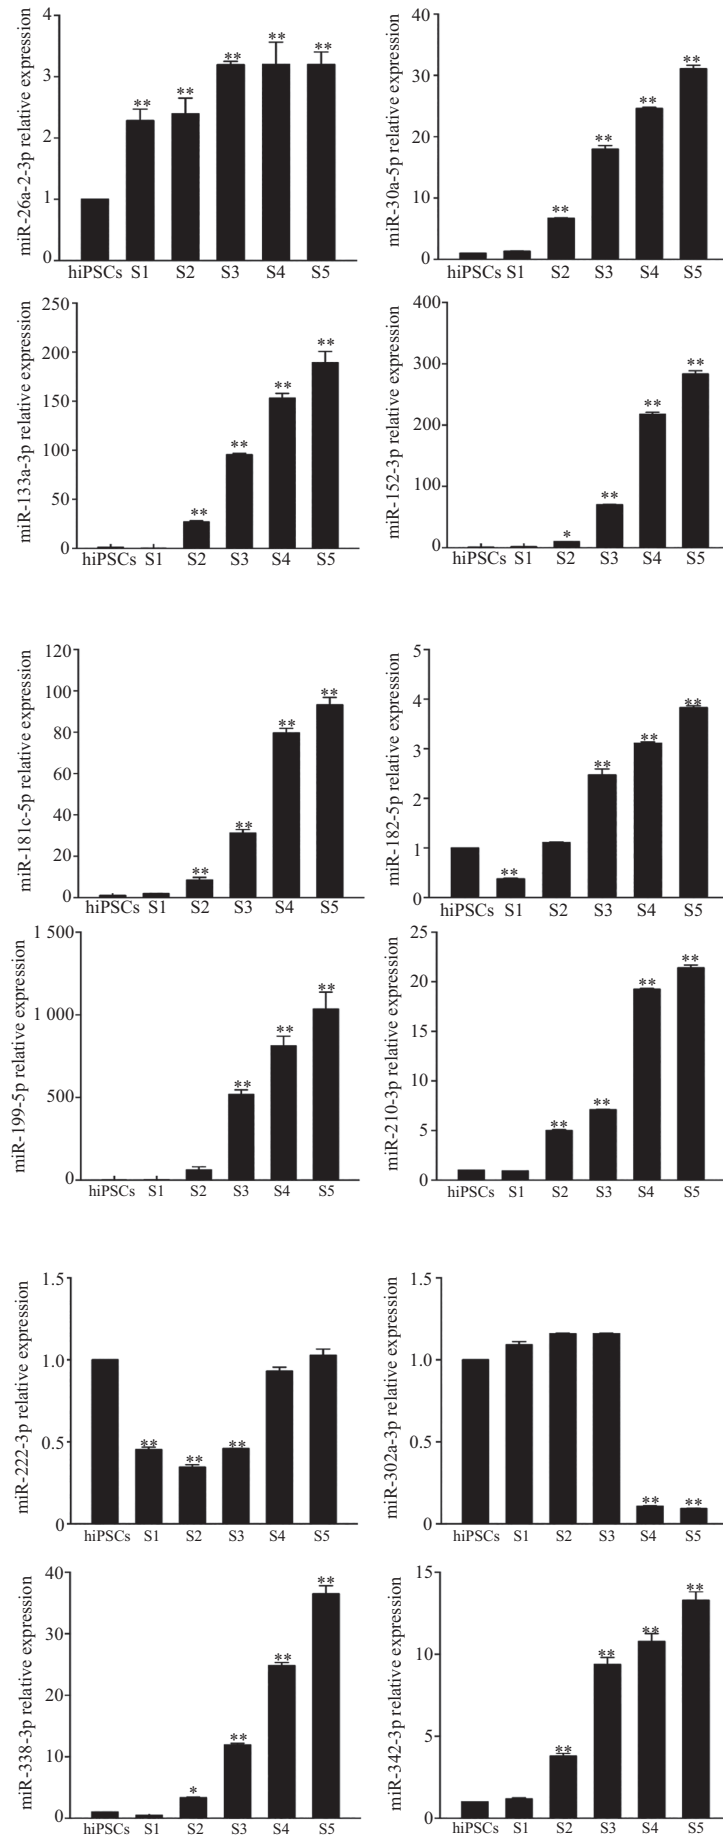 miR-26a-2-3p relative expression
4
3
2
1
0
** ** ** ** **
hiPSCs S1 S2 S3 S4 S5
miR-30a-5p relative expression
40
30
20
10
0
** ** ** **
hiPSCs S1 S2 S3 S4 S5
miR-133a-3p relative expression
250
200
150
100
50
0
** ** ** **
hiPSCs S1 S2 S3 S4 S5
miR-152-3p relative expression
400
300
200
100
0
* ** ** **
hiPSCs S1 S2 S3 S4 S5
miR-181c-5p relative expression
120
100
80
60
40
20
0
** ** ** **
hiPSCs S1 S2 S3 S4 S5
miR-182-5p relative expression
5
4
3
2
1
0
** ** ** **
hiPSCs S1 S2 S3 S4 S5
miR-199-5p relative expression
1 500
1 000
500
0
** ** **
hiPSCs S1 S2 S3 S4 S5
miR-210-3p relative expression
25
20
15
10
5
0
** ** ** **
hiPSCs S1 S2 S3 S4 S5
miR-222-3p relative expression
1.5
1.0
0.5
0
** ** **
hiPSCs S1 S2 S3 S4 S5
miR-302a-3p relative expression
1.5
1.0
0.5
0
** **
hiPSCs S1 S2 S3 S4 S5
miR-338-3p relative expression
40
30
20
10
0
* ** ** **
hiPSCs S1 S2 S3 S4 S5
miR-342-3p relative expression
15
10
5
0
** ** ** **
hiPSCs S1 S2 S3 S4 S5